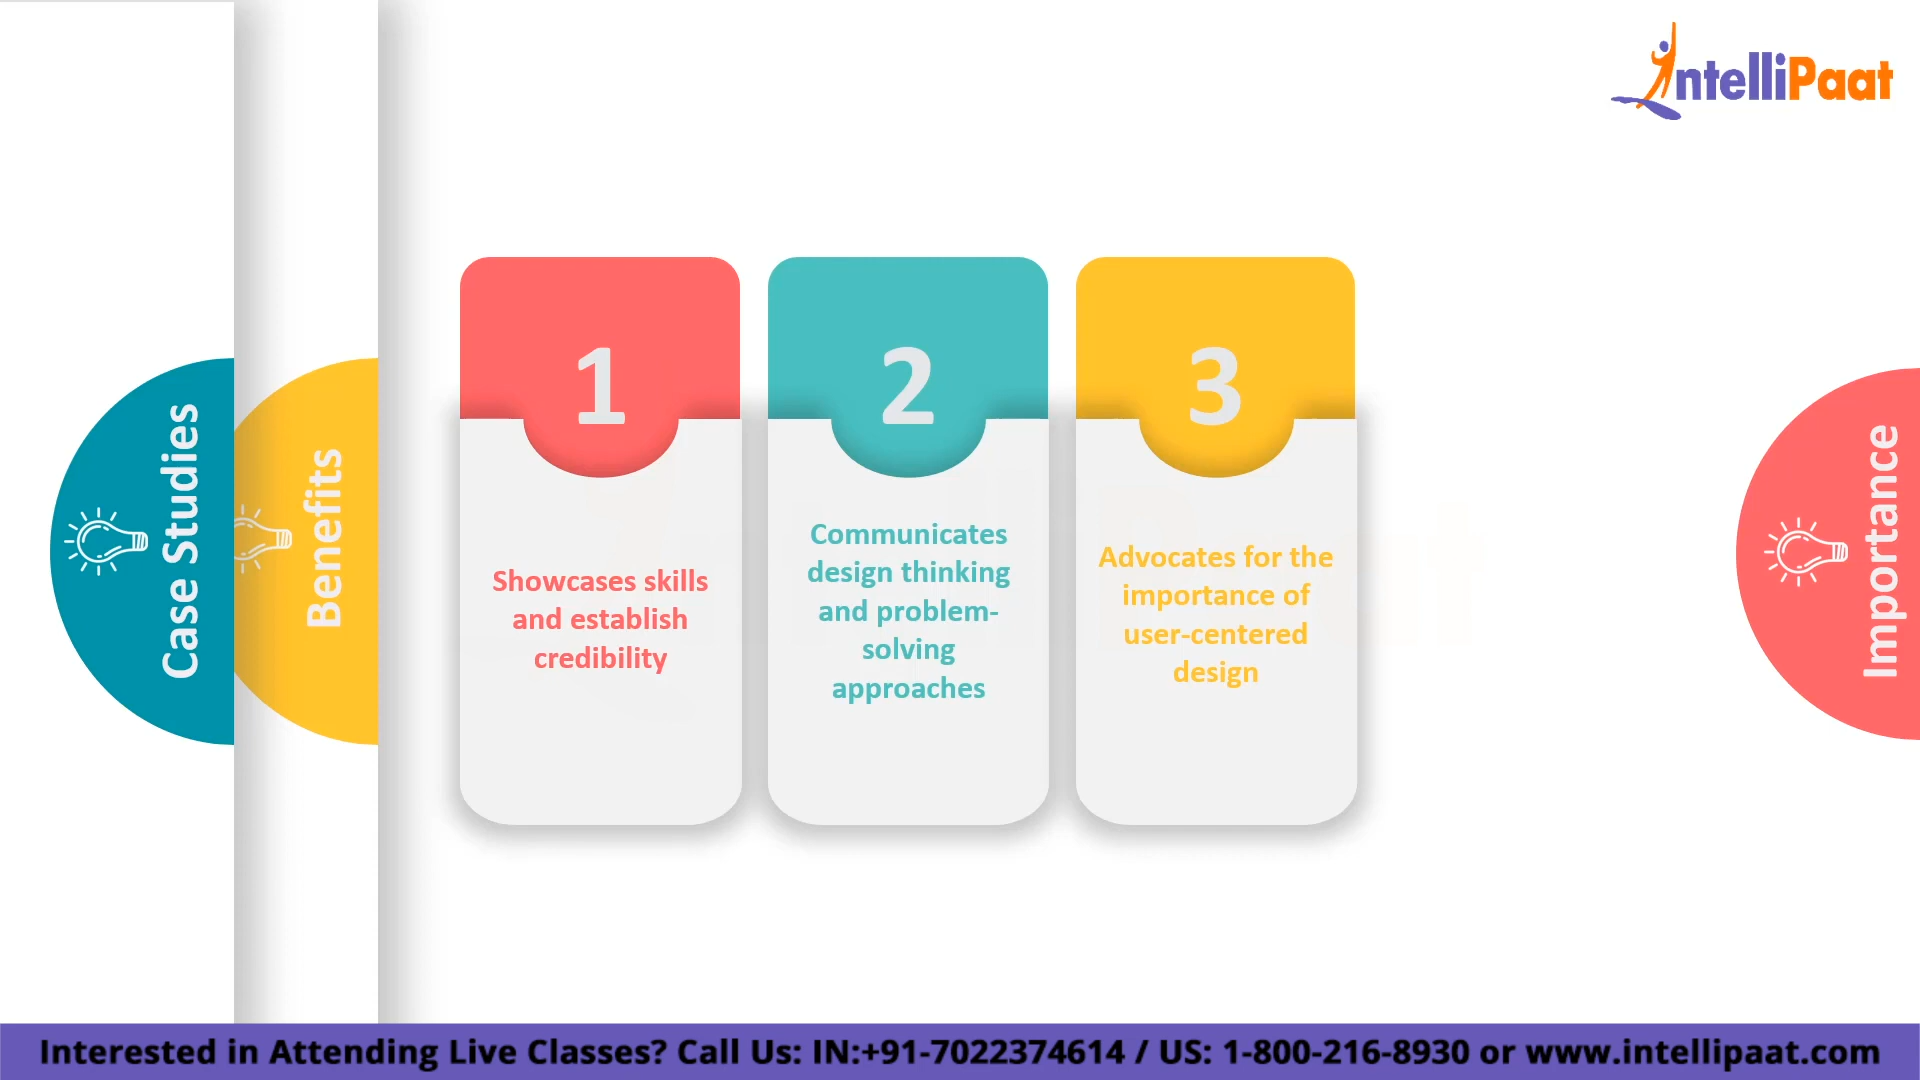 IntelliPaat
Case Studies
Benefits
1
Showcases skills
and establish
credibility
2
Communicates
design thinking
and problem-
solving
approaches
3
Advocates for the
importance of
user-centered
design
Importance
Interested in Attending Live Classes? Call Us: IN:+91-7022374614 / US: 1-800-216-8930 or www.intellipaat.com